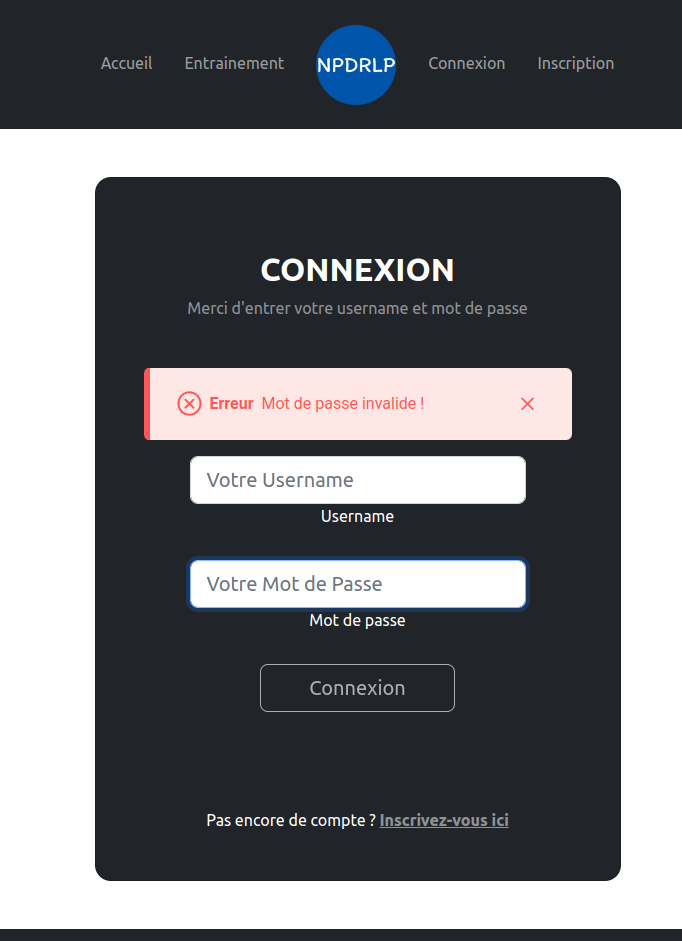 Accueil Entrainement NPDRLP Connexion Inscription
CONNEXION
Merci d'entrer votre username et mot de passe
Erreur Mot de passe invalide !
Votre Username
Username
Votre Mot de Passe
Mot de passe
Connexion
Pas encore de compte ? Inscrivez-vous ici